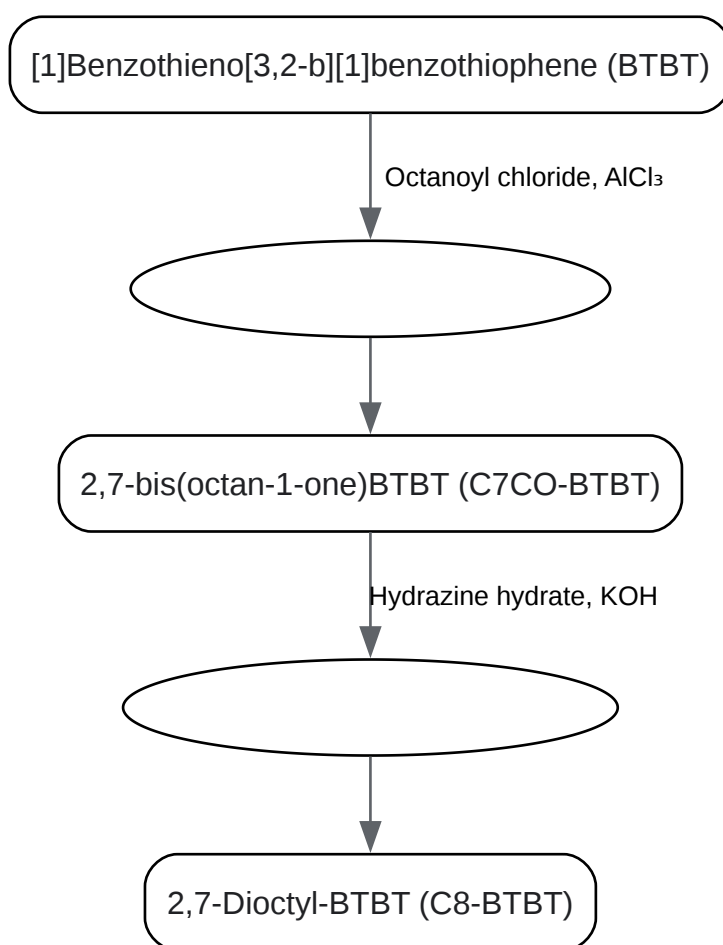 [1]Benzothieno[3,2-b][1]benzothiophene (BTBT)
Octanoyl chloride, AlCl₃
2,7-bis(octan-1-one)BTBT (C7CO-BTBT)
Hydrazine hydrate, KOH
2,7-Dioctyl-BTBT (C8-BTBT)